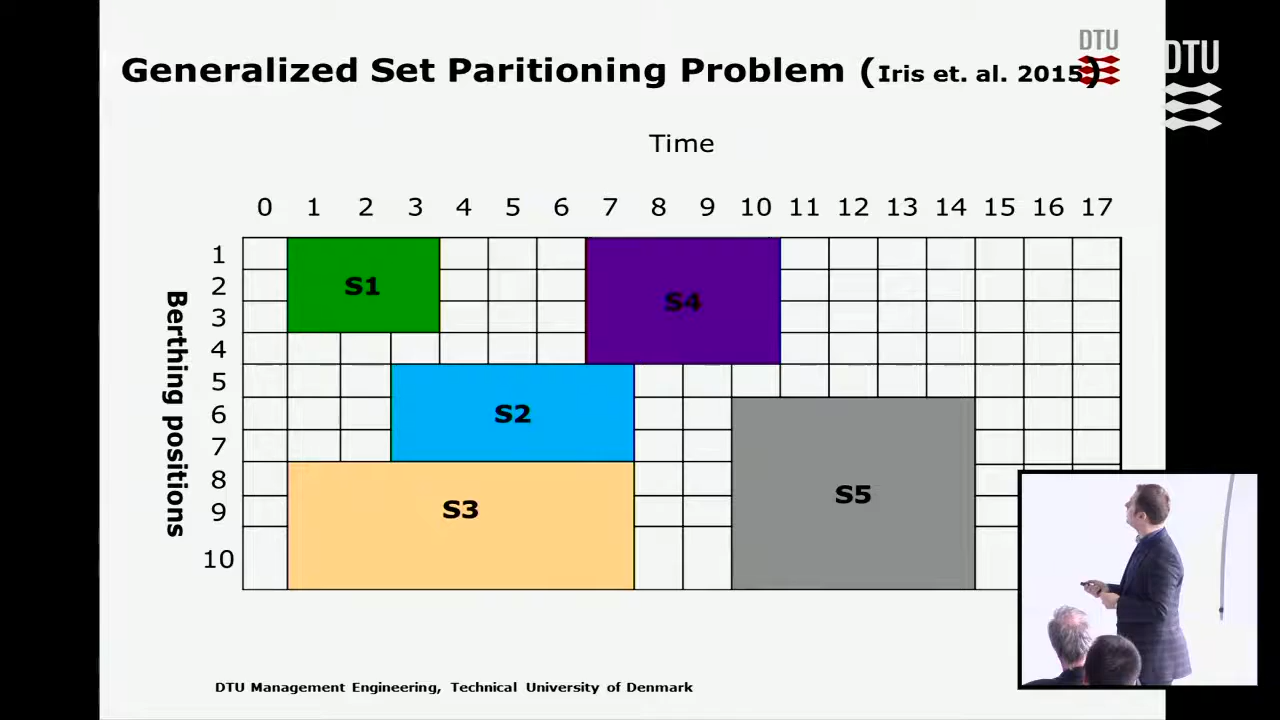 Generalized Set Paritioning Problem (Iris et. al. 2015)
DTU
DTU
Time
0 1 2 3 4 5 6 7 8 9 10 11 12 13 14 15 16 17
Berthing positions
1
2
3
4
5
6
7
8
9
10
S1
S4
S2
S3
S5
DTU Management Engineering, Technical University of Denmark